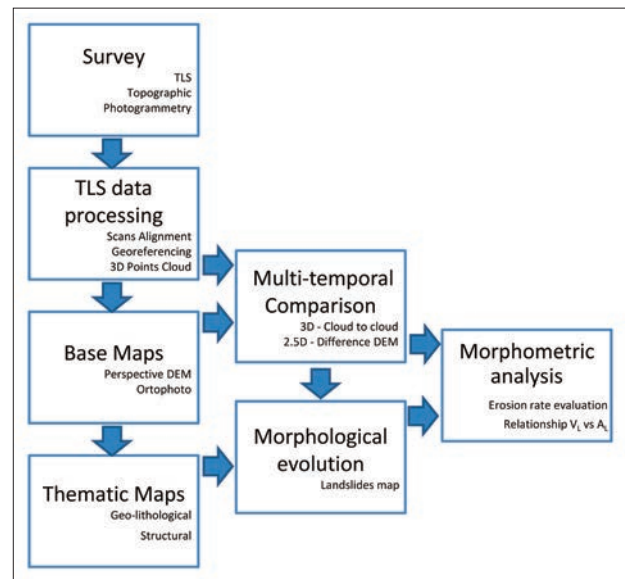 Survey
TLS
Topographic
Photogrammetry
TLS data
processing
Scans Alignment
Georeferencing
3D Points Cloud
Base Maps
Perspective DEM
Ortophoto
Thematic Maps
Geo-lithological
Structural
Multi-temporal
Comparison
3D - Cloud to cloud
2.5D - Difference DEM
Morphological
evolution
Landslides map
Morphometric
analysis
Erosion rate evaluation
Relationship VL vs AL